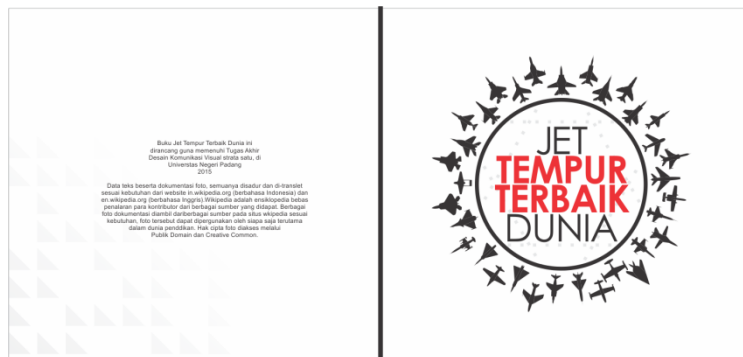 Buku Jet Tempur Terbaik Dunia ini
dirancang guna memenuhi Tugas Akhir
Desain Komunikasi Visual strata satu, di
Universtas Negeri Padang
2015
Data teks beserta dokumentasi foto, semuanya disadur dan di-translet
sesuai kebutuhan dari website in.wikipedia.org (berbahasa Indonesia) dan
en.wikipedia.org (berbahasa Inggris).Wikipedia adalah ensiklopedia bebas
penalaran para kontributor dari berbagai sumber yang didapat. Berbagai
foto dokumentasi diambil dariberbagai sumber pada situs wikipedia sesuai
kebutuhan, foto tersebut dapat dipergunakan oleh siapa saja terutama
dalam dunia penddikan. Hak cipta foto diakses melalui
Publik Domain dan Creative Common.
JET
TEMPUR
TERBAIK
DUNIA